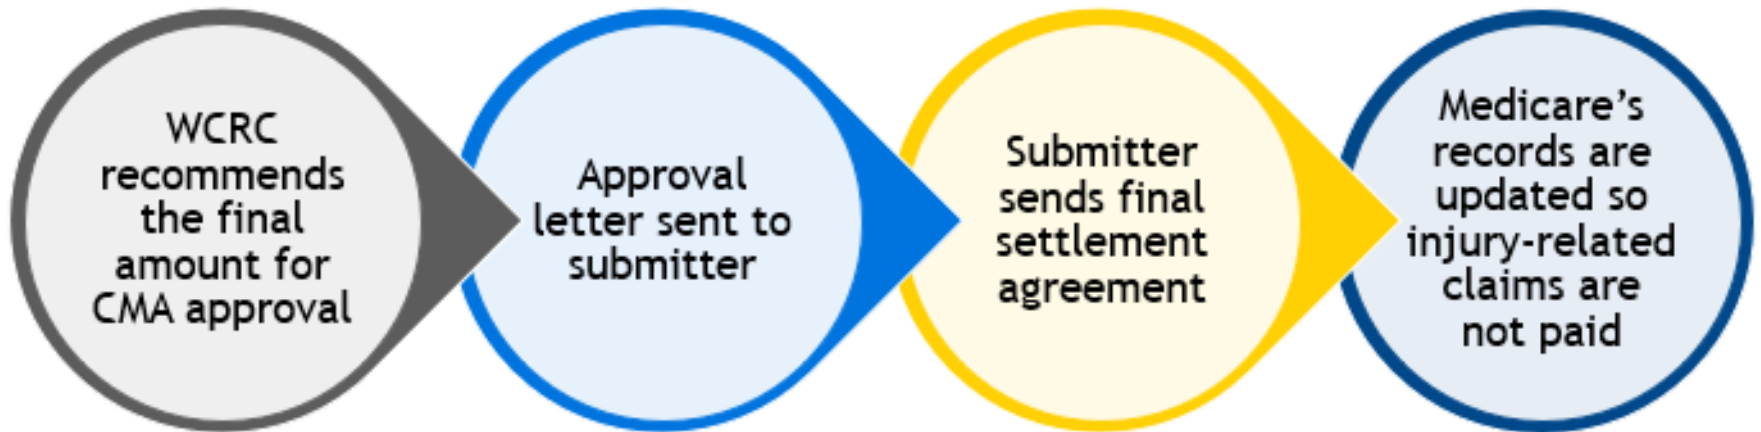 WCRC
recommends
the final
amount for
CMA approval
Approval
letter sent to
submitter
Submitter
sends final
settlement
agreement
Medicare’s
records are
updated so
injury-related
claims are
not paid